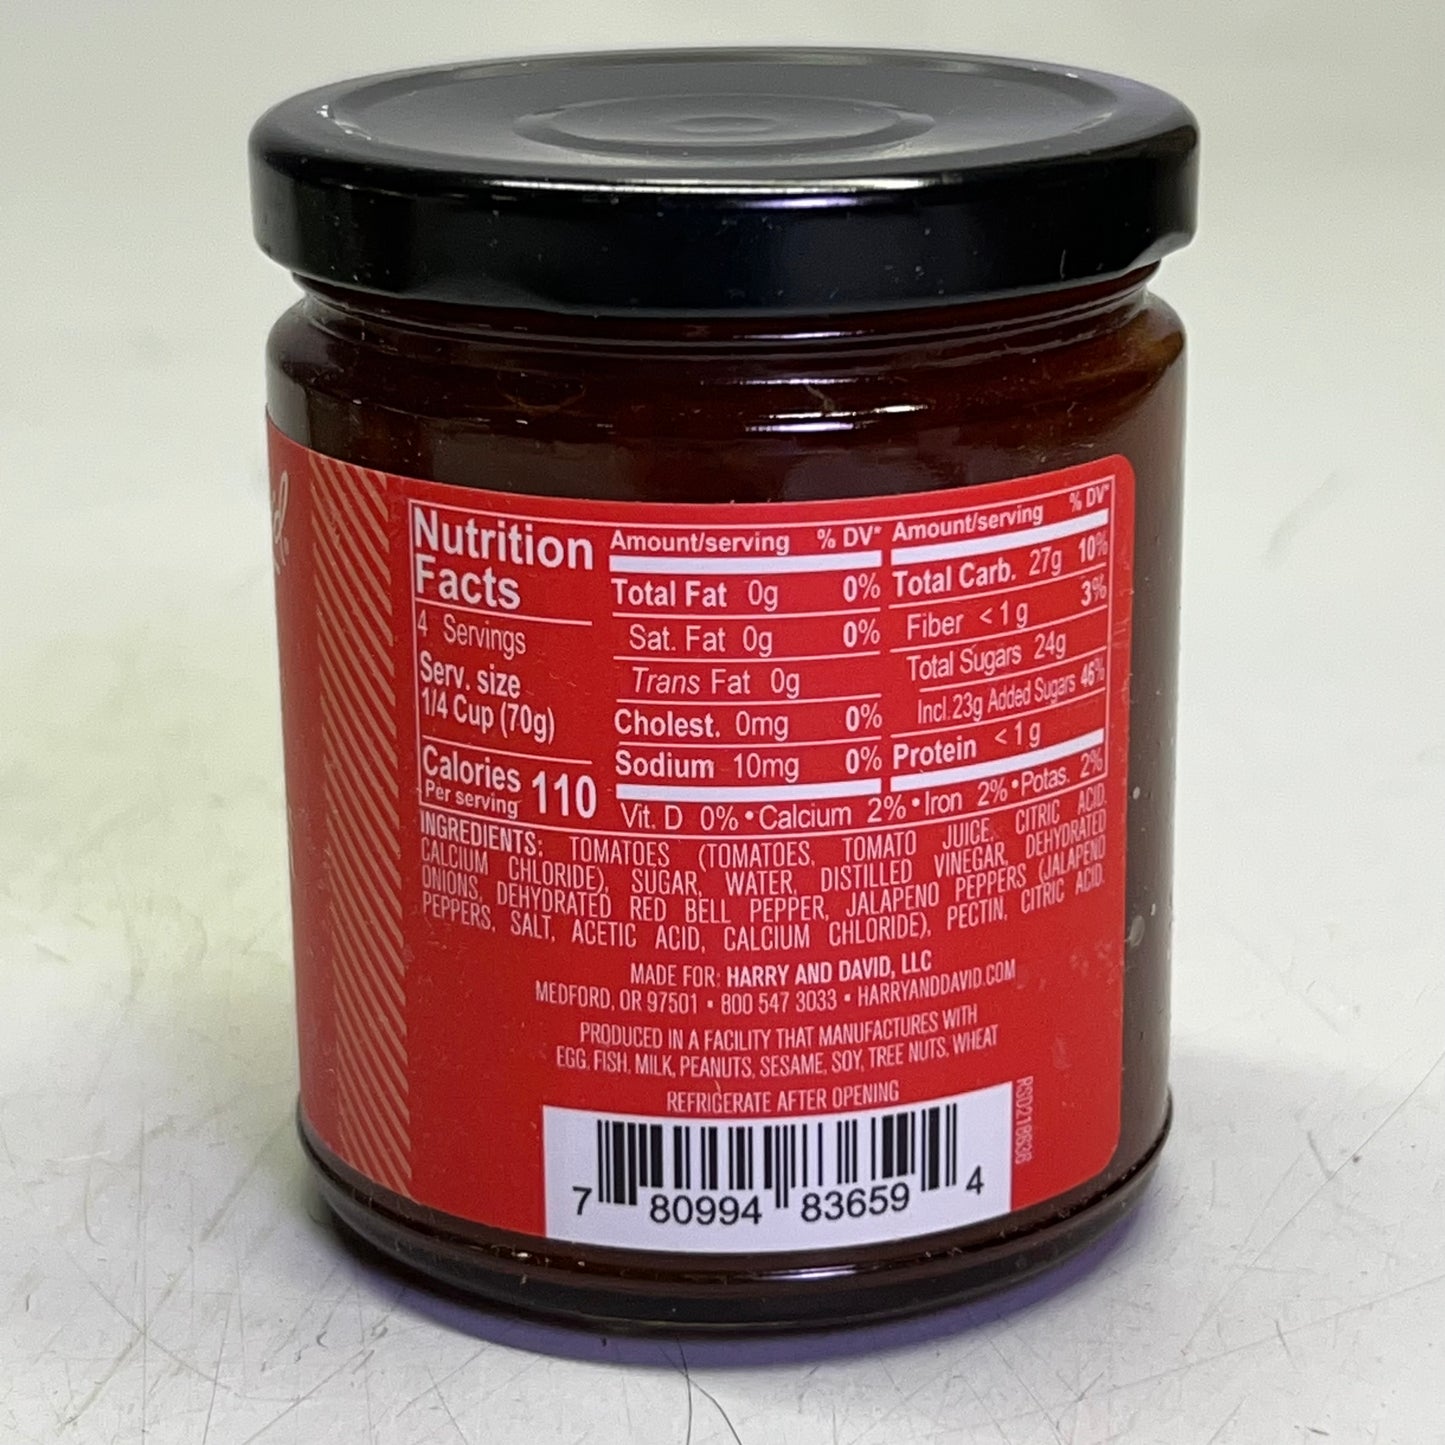 Nutrition
Facts
4 Servings
Serv. size
1/4 Cup (70g)
Calories 110
Per serving
Amount/serving % DV*
Total Fat 0g 0%
Sat. Fat 0g 0%
Trans Fat 0g
Cholest. 0mg 0%
Sodium 10mg 0%
Amount/serving % DV*
Total Carb. 27g 10%
Fiber <1g 3%
Total Sugars 24g
Incl. 23g Added Sugars 46%
Protein <1g
Vit. D 0% • Calcium 2% • Iron 2% • Potas. 2%
INGREDIENTS: TOMATOES (TOMATOES, TOMATO JUICE, CITRIC ACID,
CALCIUM CHLORIDE), SUGAR, WATER, DISTILLED VINEGAR, DEHYDRATED
ONIONS, DEHYDRATED RED BELL PEPPER, JALAPENO PEPPERS (JALAPENO
PEPPERS, SALT, ACETIC ACID, CALCIUM CHLORIDE), PECTIN, CITRIC ACID.
MADE FOR: HARRY AND DAVID, LLC
MEDFORD, OR 97501 • 800 547 3033 • HARRYANDDAVID.COM
PRODUCED IN A FACILITY THAT MANUFACTURES WITH
EGG, FISH, MILK, PEANUTS, SESAME, SOY, TREE NUTS, WHEAT
REFRIGERATE AFTER OPENING
7 80994 83659 4